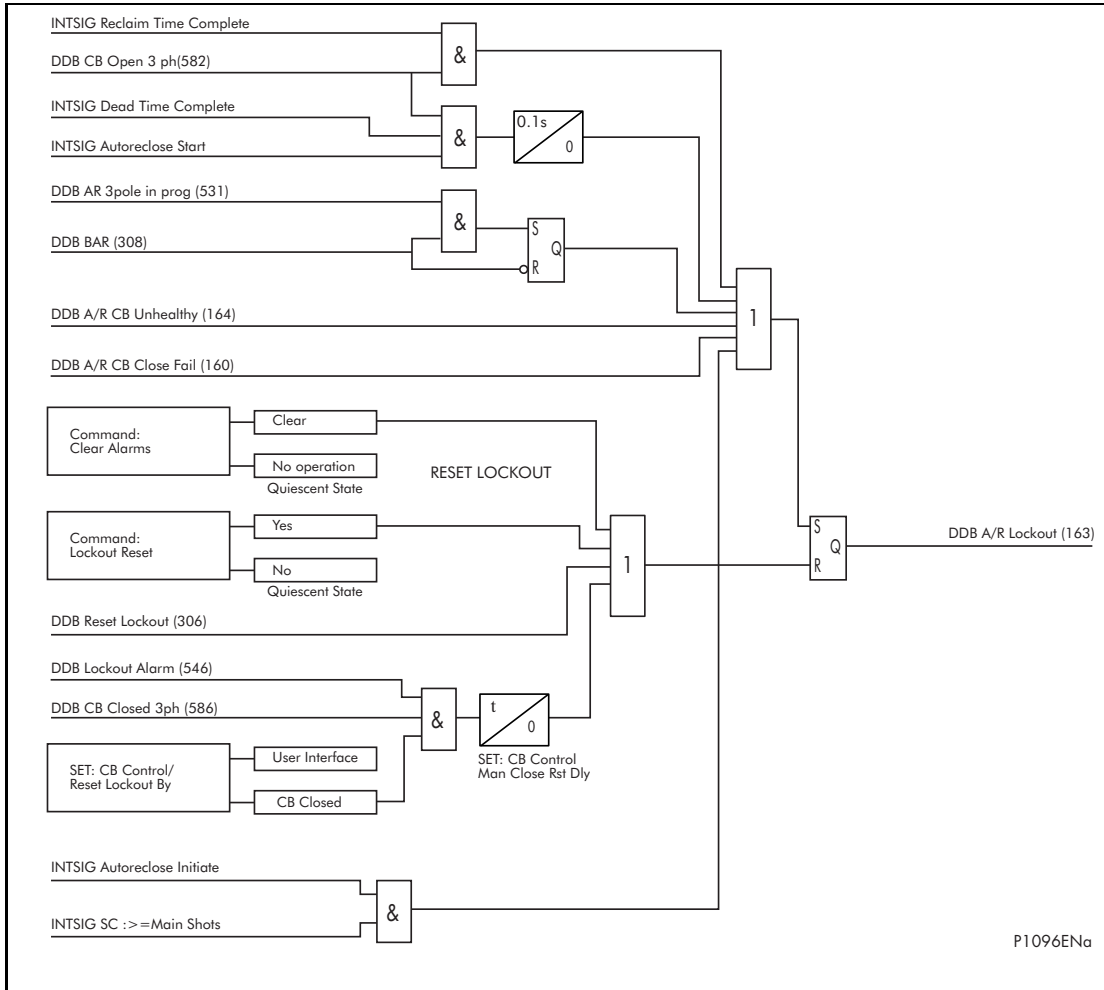 INTSIG Reclaim Time Complete
DDB CB Open 3 ph(582)
&
INTSIG Dead Time Complete
&
0.1s
0
INTSIG Autoreclose Start
DDB AR 3pole in prog (531)
&
S
Q
R
DDB BAR (308)
DDB A/R CB Unhealthy (164)
1
DDB A/R CB Close Fail (160)
Command:
Clear Alarms
Clear
No operation
Quiescent State
RESET LOCKOUT
Command:
Lockout Reset
Yes
No
Quiescent State
1
S
Q
R
DDB A/R Lockout (163)
DDB Reset Lockout (306)
DDB Lockout Alarm (546)
DDB CB Closed 3ph (586)
&
t
0
SET: CB Control
Man Close Rst Dly
SET: CB Control/
Reset Lockout By
User Interface
CB Closed
INTSIG Autoreclose Initiate
&
INTSIG SC :>=Main Shots
P1096ENa